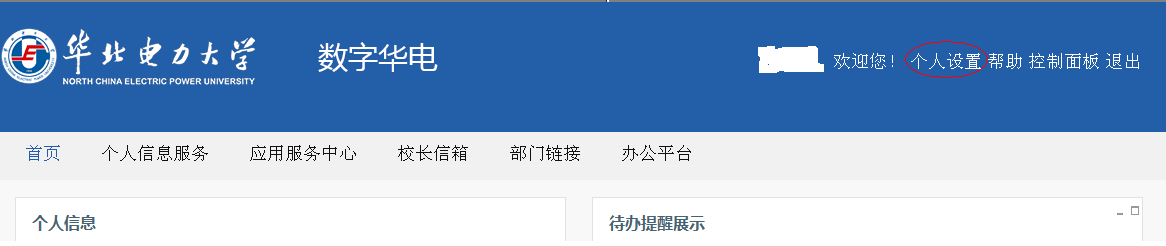 华北电力大学
NORTH CHINA ELECTRIC POWER UNIVERSITY
数字华电
欢迎您！ 个人设置 帮助 控制面板 退出
首页 个人信息服务 应用服务中心 校长信箱 部门链接 办公平台
个人信息
待办提醒展示